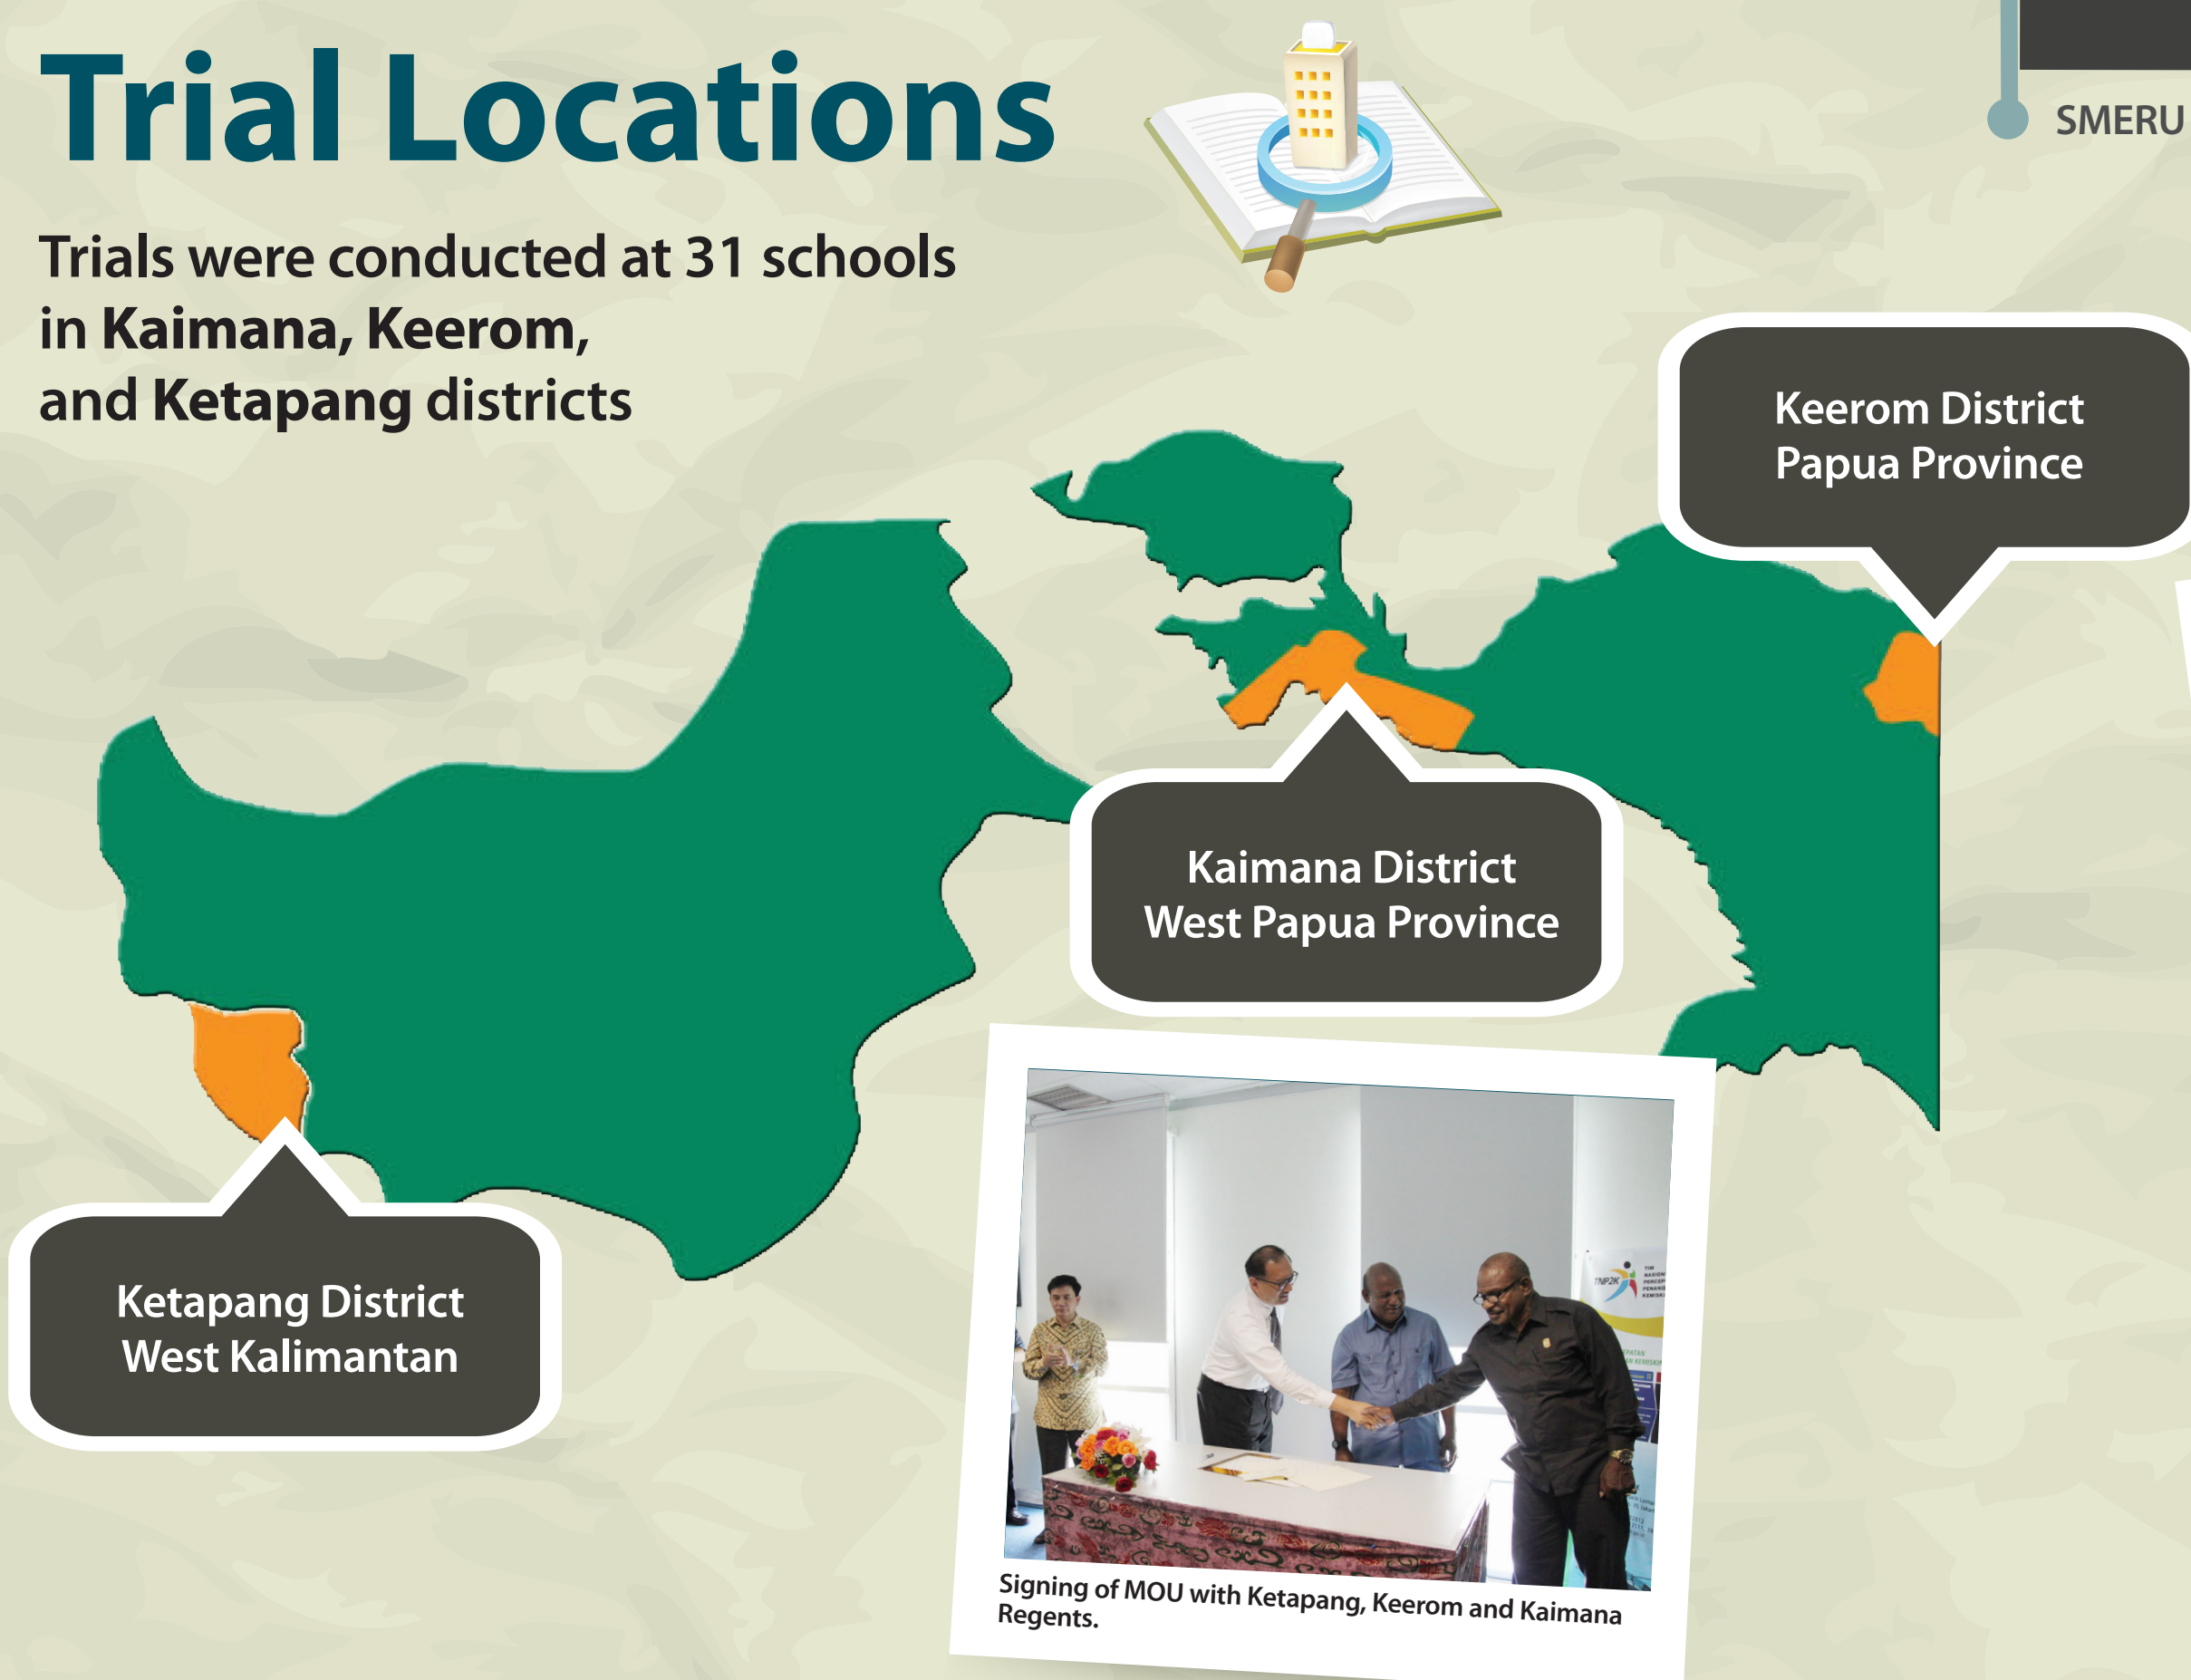 Trial Locations
SMERU
Trials were conducted at 31 schools
in Kaimana, Keerom,
and Ketapang districts
Keerom District
Papua Province
Kaimana District
West Papua Province
Ketapang District
West Kalimantan
TNP2K
TIM
Signing of MOU with Ketapang, Keerom and Kaimana
Regents.